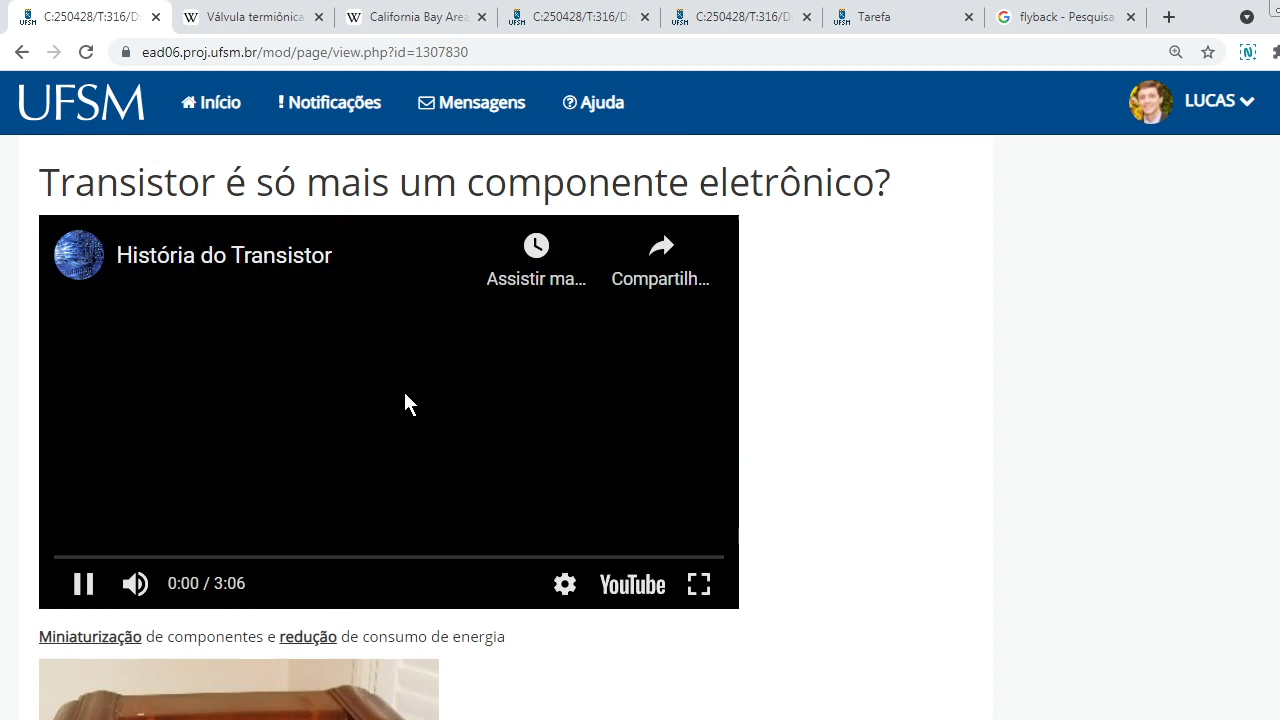 C:250428/T:316/D:
Válvula termiônica
California Bay Area
C:250428/T:316/D:
C:250428/T:316/D:
Tarefa
flyback - Pesquisa
ead06.proj.ufsm.br/mod/page/view.php?id=1307830
UFSM
Início
Notificações
Mensagens
Ajuda
LUCAS
Transistor é só mais um componente eletrônico?
História do Transistor
Assistir ma...
Compartilh...
0:00 / 3:06
YouTube
Miniaturização de componentes e redução de consumo de energia